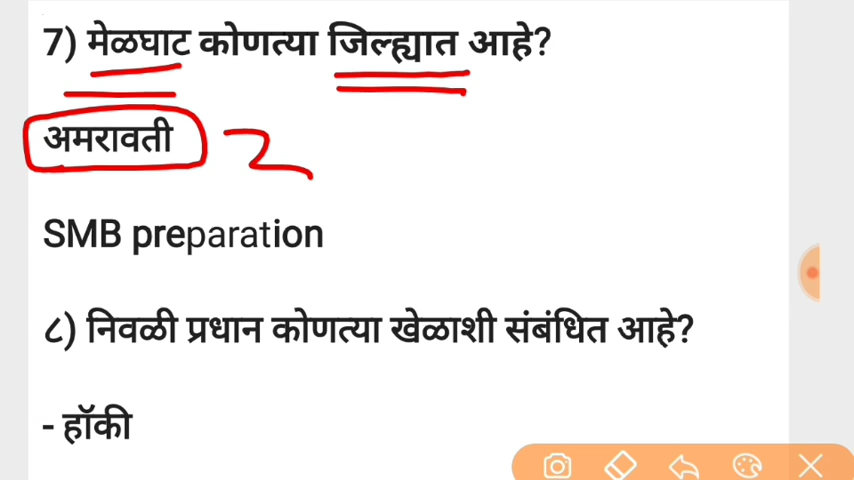 7) मेळघाट कोणत्या जिल्ह्यात आहे?
अमरावती
SMB preparation
८) निवळी प्रधान कोणत्या खेळाशी संबंधित आहे?
- हॉकी